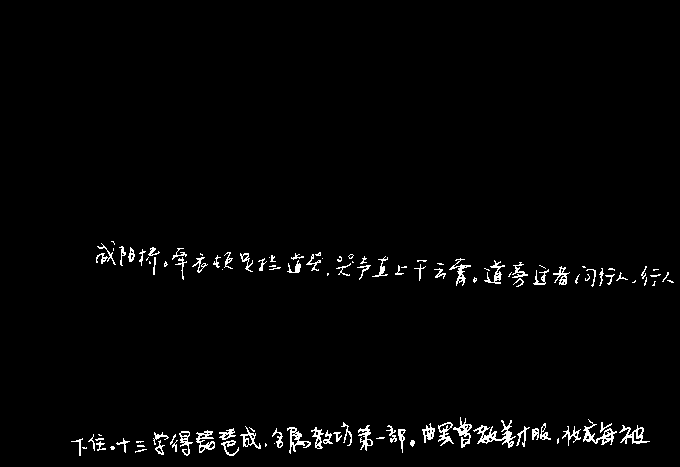 咸阳桥。牵衣顿足拦道哭,哭声直上干云霄。道旁过者问行人,行人
下住。十三学得琵琶成,名属教坊第一部。曲罢曾教善才服,妆成每被